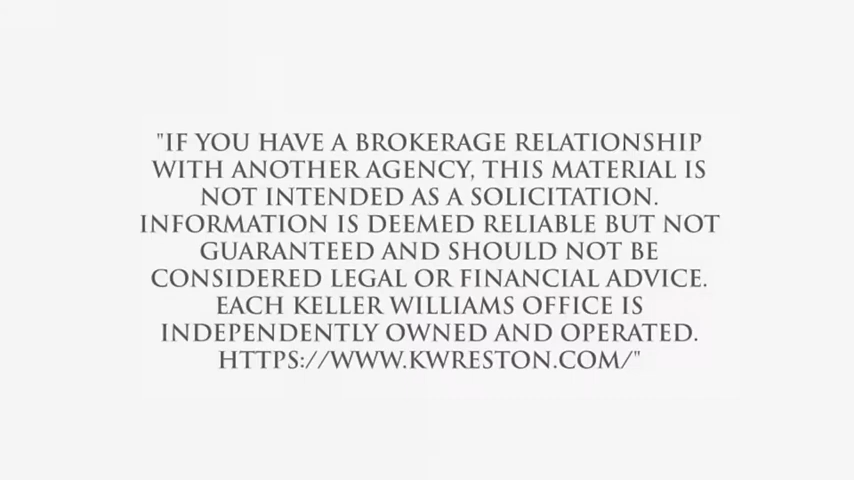 "IF YOU HAVE A BROKERAGE RELATIONSHIP
WITH ANOTHER AGENCY, THIS MATERIAL IS
NOT INTENDED AS A SOLICITATION.
INFORMATION IS DEEMED RELIABLE BUT NOT
GUARANTEED AND SHOULD NOT BE
CONSIDERED LEGAL OR FINANCIAL ADVICE.
EACH KELLER WILLIAMS OFFICE IS
INDEPENDENTLY OWNED AND OPERATED.
HTTPS://WWW.KWRESTON.COM/"